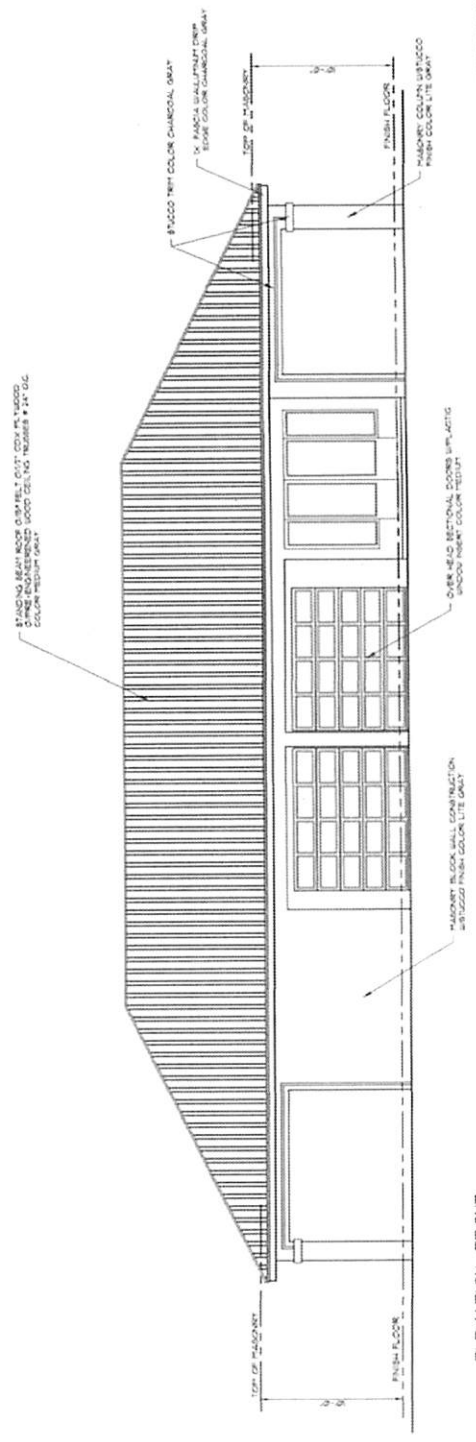 STANDING SEAM ROOF O/15# FELT O/1/2" CDX PLYWOOD
O/PRE-ENGINEERED WOOD CEILING TRUSSES @ 24" O.C.
COLOR MEDIUM GRAY
STUCCO TRIM COLOR CHARCOAL GRAY
FASCIA W/ALUMINUM DRIP
EDGE COLOR CHARCOAL GRAY
TOP OF MASONRY
TOP OF MASONRY
FINISH FLOOR
FINISH FLOOR
MASONRY COLUMN W/STUCCO
FINISH COLOR LITE GRAY
OVER HEAD SECTIONAL DOORS W/PLASTIC
WINDOW INSERT COLOR MEDIUM
MASONRY BLOCK WALL CONSTRUCTION
W/STUCCO FINISH COLOR LITE GRAY